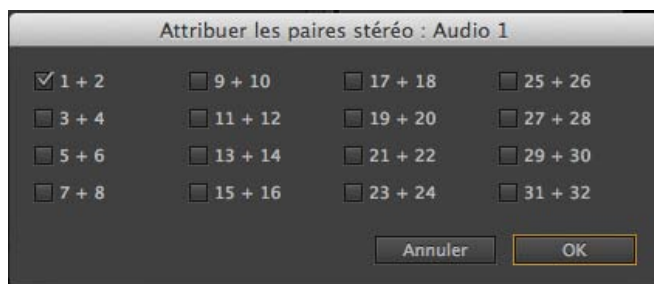 Attribuer les paires stéréo : Audio 1
1 + 2 9 + 10 17 + 18 25 + 26
3 + 4 11 + 12 19 + 20 27 + 28
5 + 6 13 + 14 21 + 22 29 + 30
7 + 8 15 + 16 23 + 24 31 + 32
Annuler OK